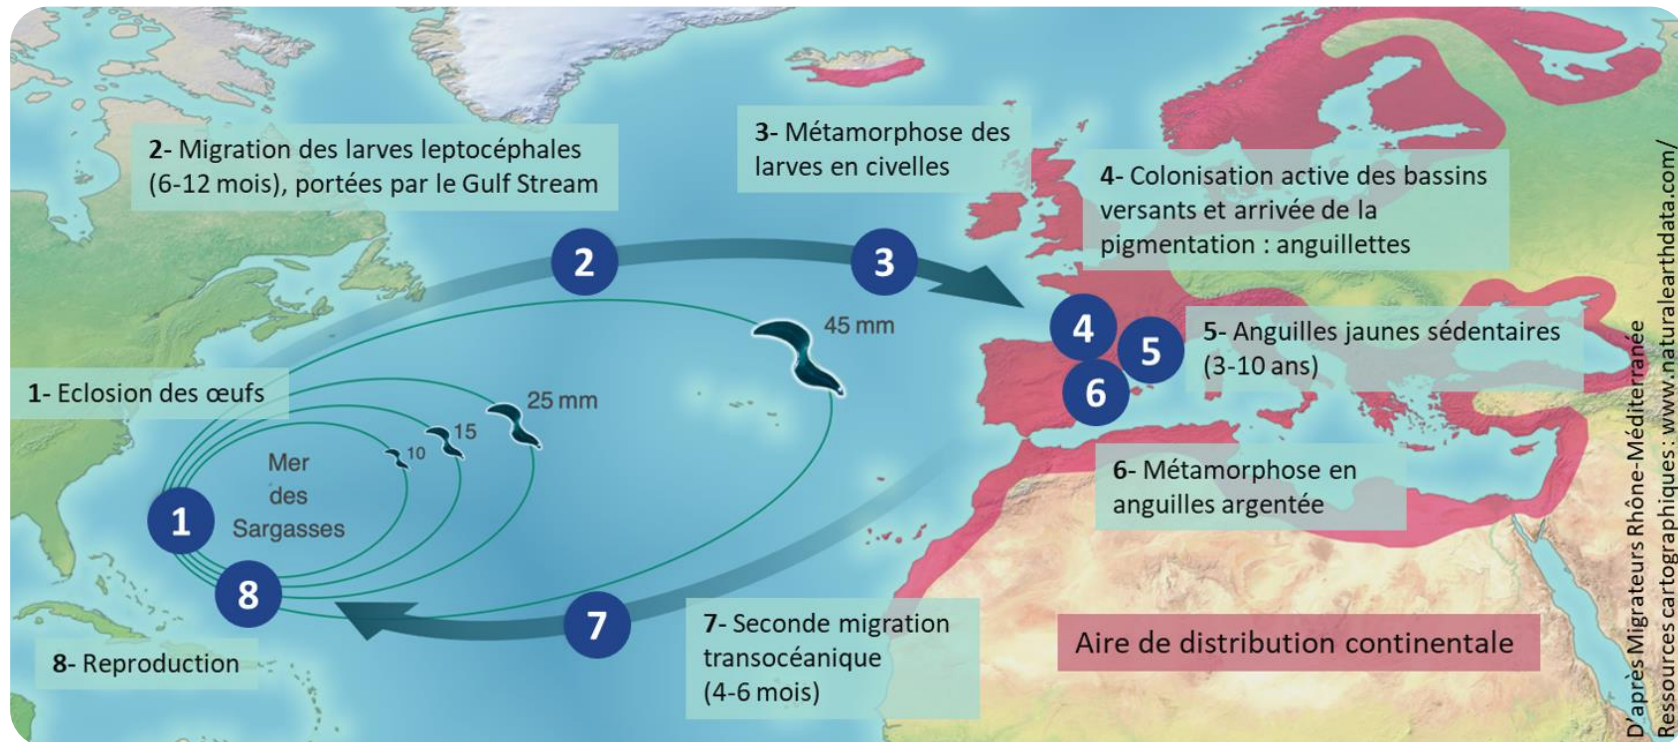 2- Migration des larves leptocéphales
(6-12 mois), portées par le Gulf Stream
3- Métamorphose des
larves en civelles
4- Colonisation active des bassins
versants et arrivée de la
pigmentation : anguillettes
2
3
45 mm
4
5
6
5- Anguilles jaunes sédentaires
(3-10 ans)
1- Eclosion des œufs
25 mm
15
10
Mer
des
Sargasses
1
6- Métamorphose en
anguilles argentée
8
7
7- Seconde migration
transocéanique
(4-6 mois)
Aire de distribution continentale
8- Reproduction
D'après Migrateurs Rhône-Méditerranée
Ressources cartographiques : www.naturalearthdata.com/